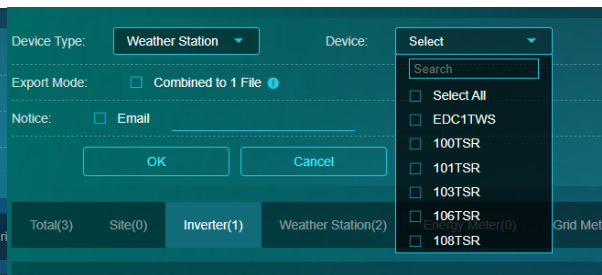 Device Type: Weather Station Device: Select
Search
Export Mode: Combined to 1 File
Select All
Notice: Email
EDC1TWS
100TSR
OK Cancel
101TSR
103TSR
Total(3) Site(0) Inverter(1) Weather Station(2) Energy Meter(0) Grid Met
106TSR
108TSR